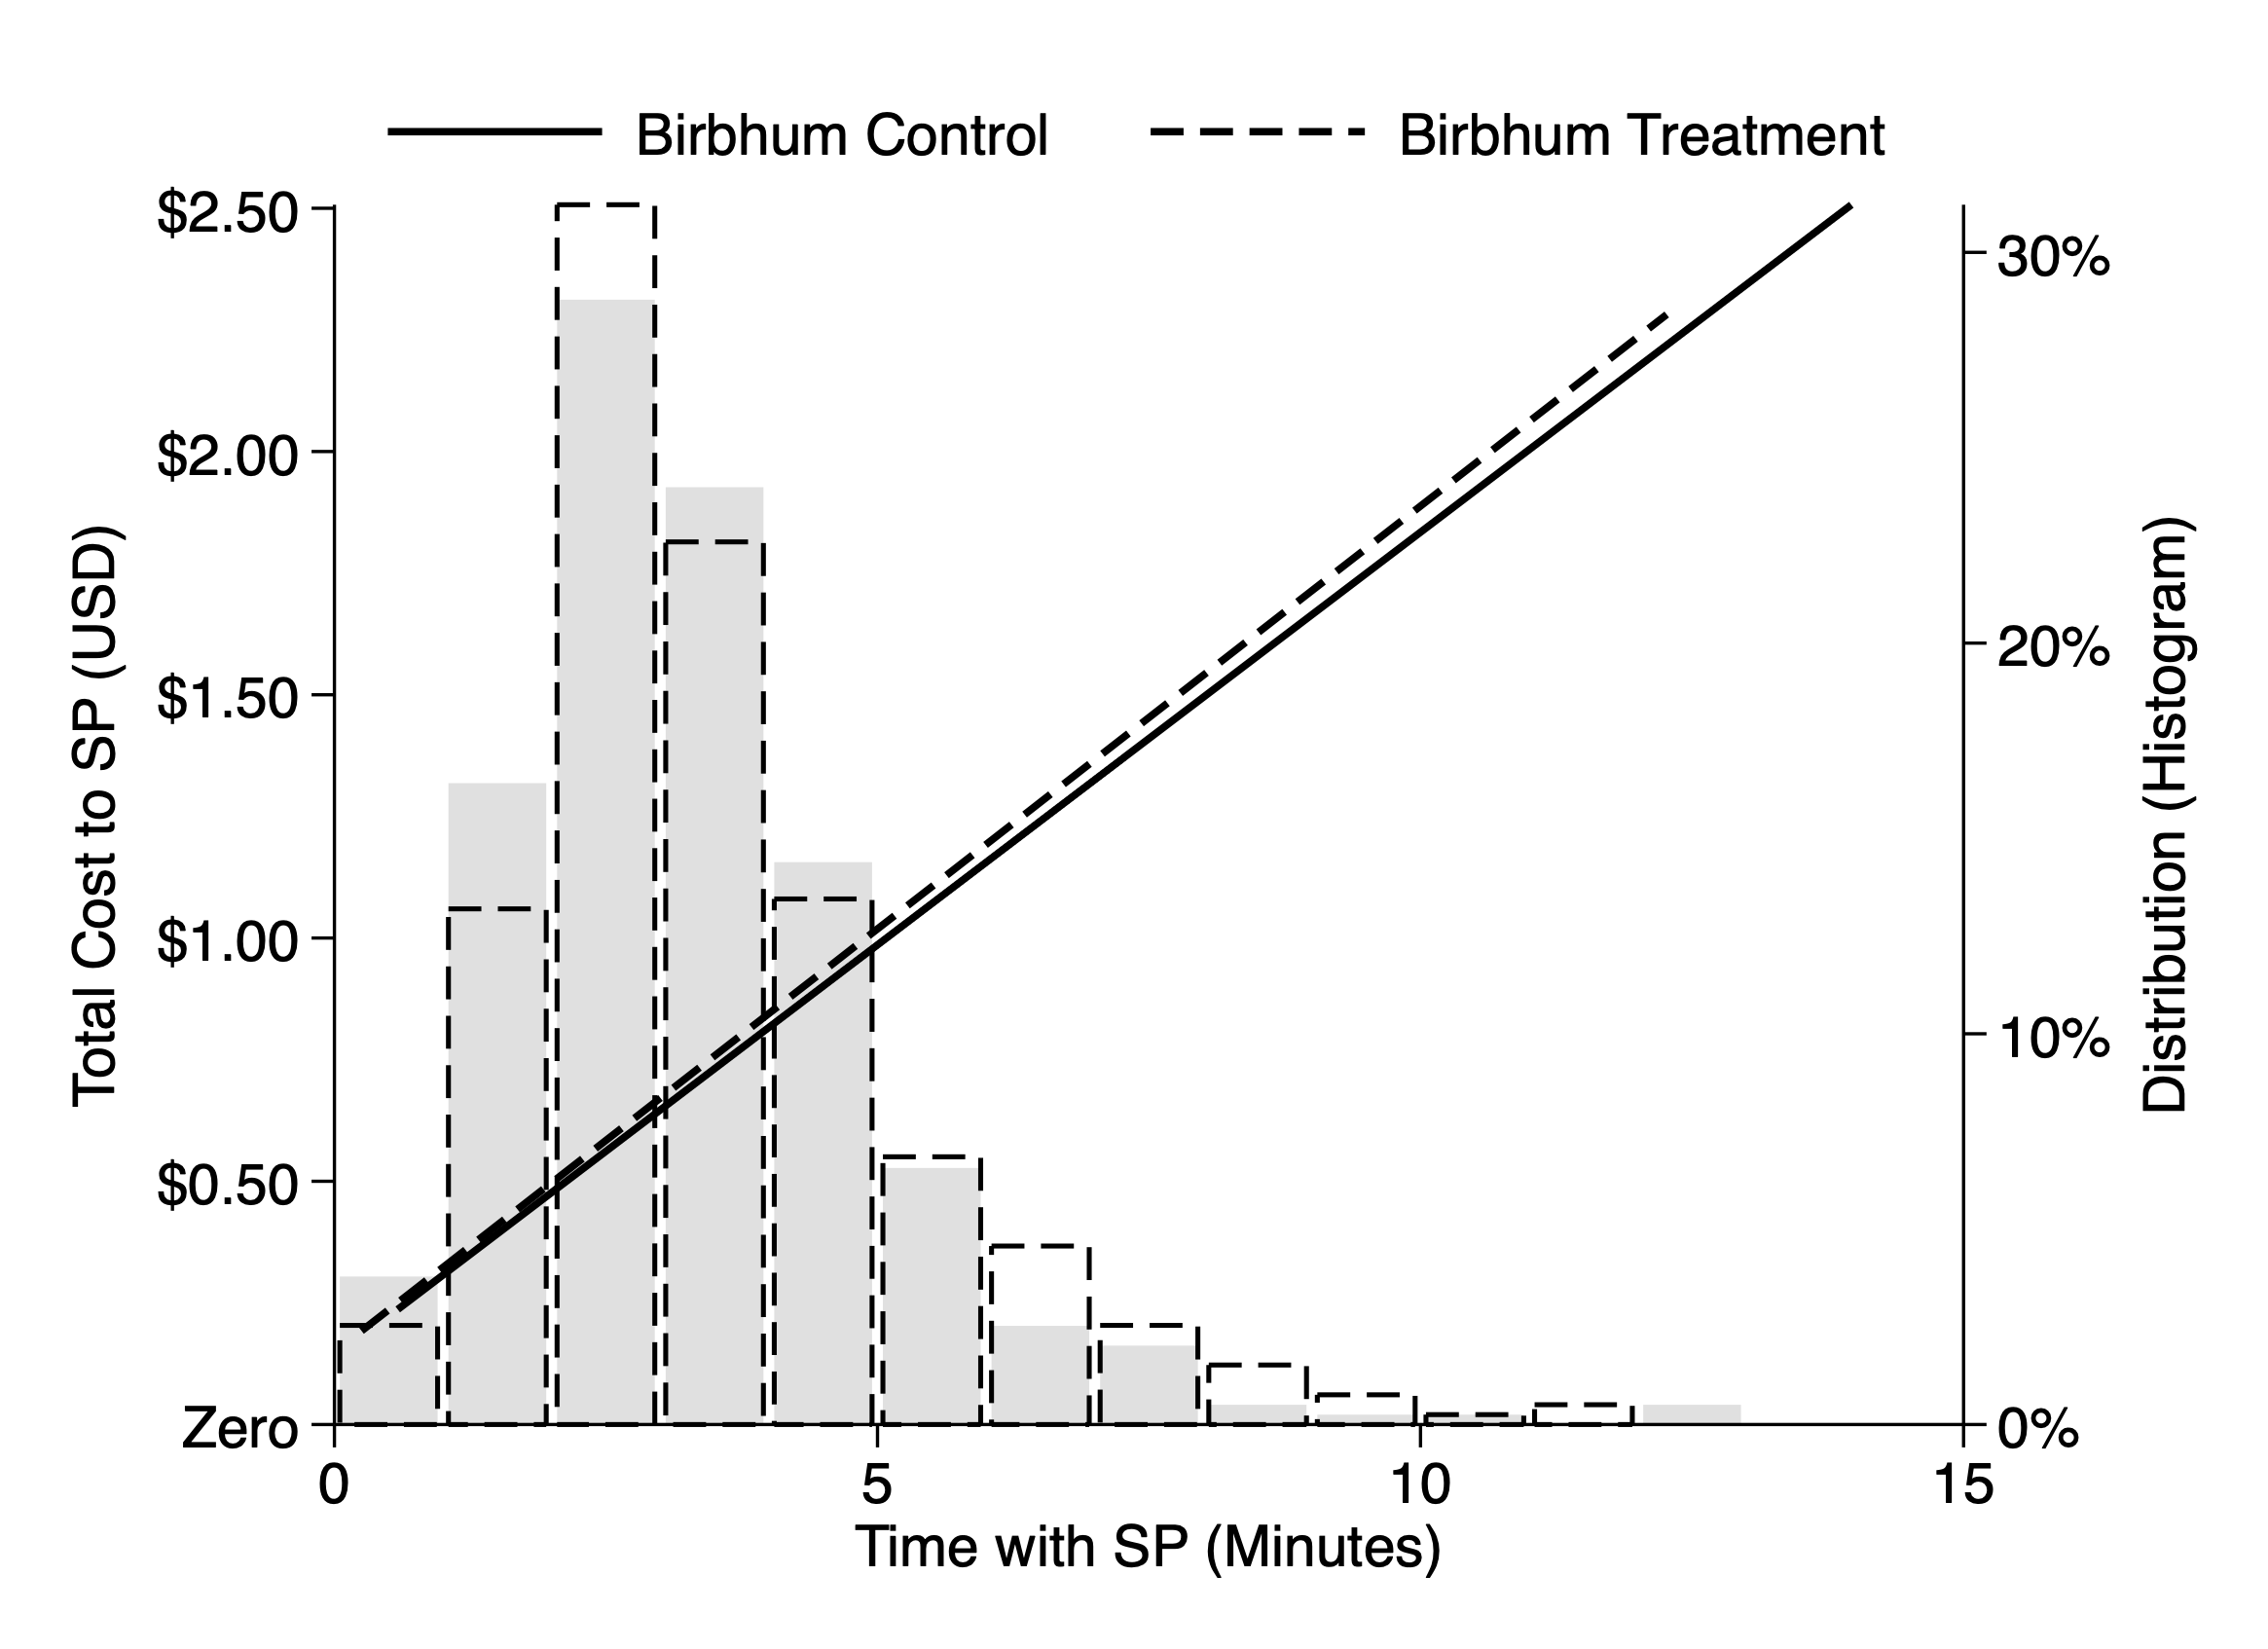 Birbhum Control
Birbhum Treatment
Total Cost to SP (USD)
$2.50
$2.00
$1.50
$1.00
$0.50
Zero
30%
20%
10%
0%
Distribution (Histogram)
0
5
10
15
Time with SP (Minutes)